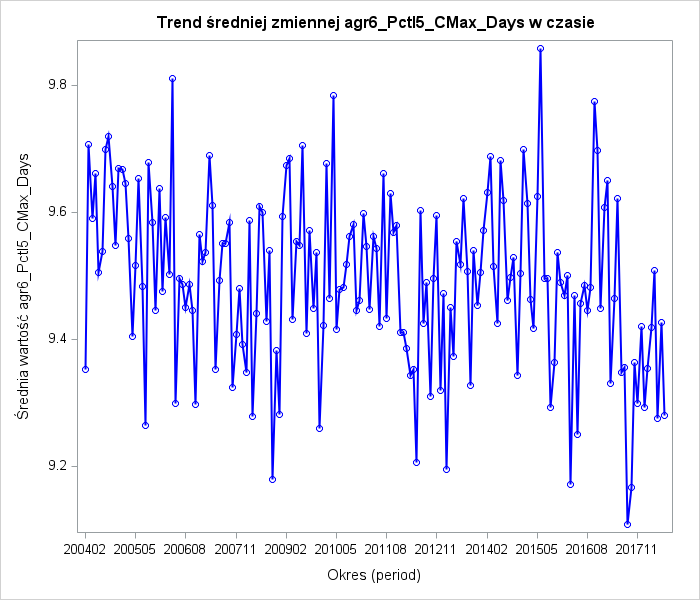 Trend średniej zmiennej agr6_Pctl5_CMax_Days w czasie
Średnia wartość agr6_Pctl5_CMax_Days
9.8
9.6
9.4
9.2
200402 200505 200608 200711 200902 201005 201108 201211 201402 201505 201608 201711
Okres (period)